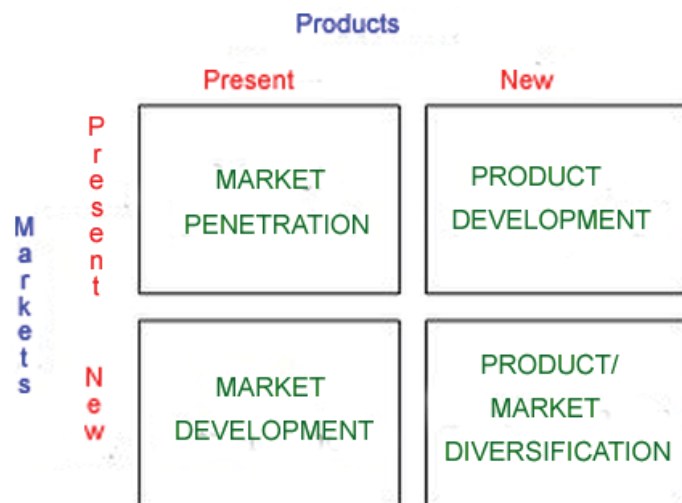 Products
Present New
Markets
Present
MARKET
PENETRATION
PRODUCT
DEVELOPMENT
New
MARKET
DEVELOPMENT
PRODUCT/
MARKET
DIVERSIFICATION